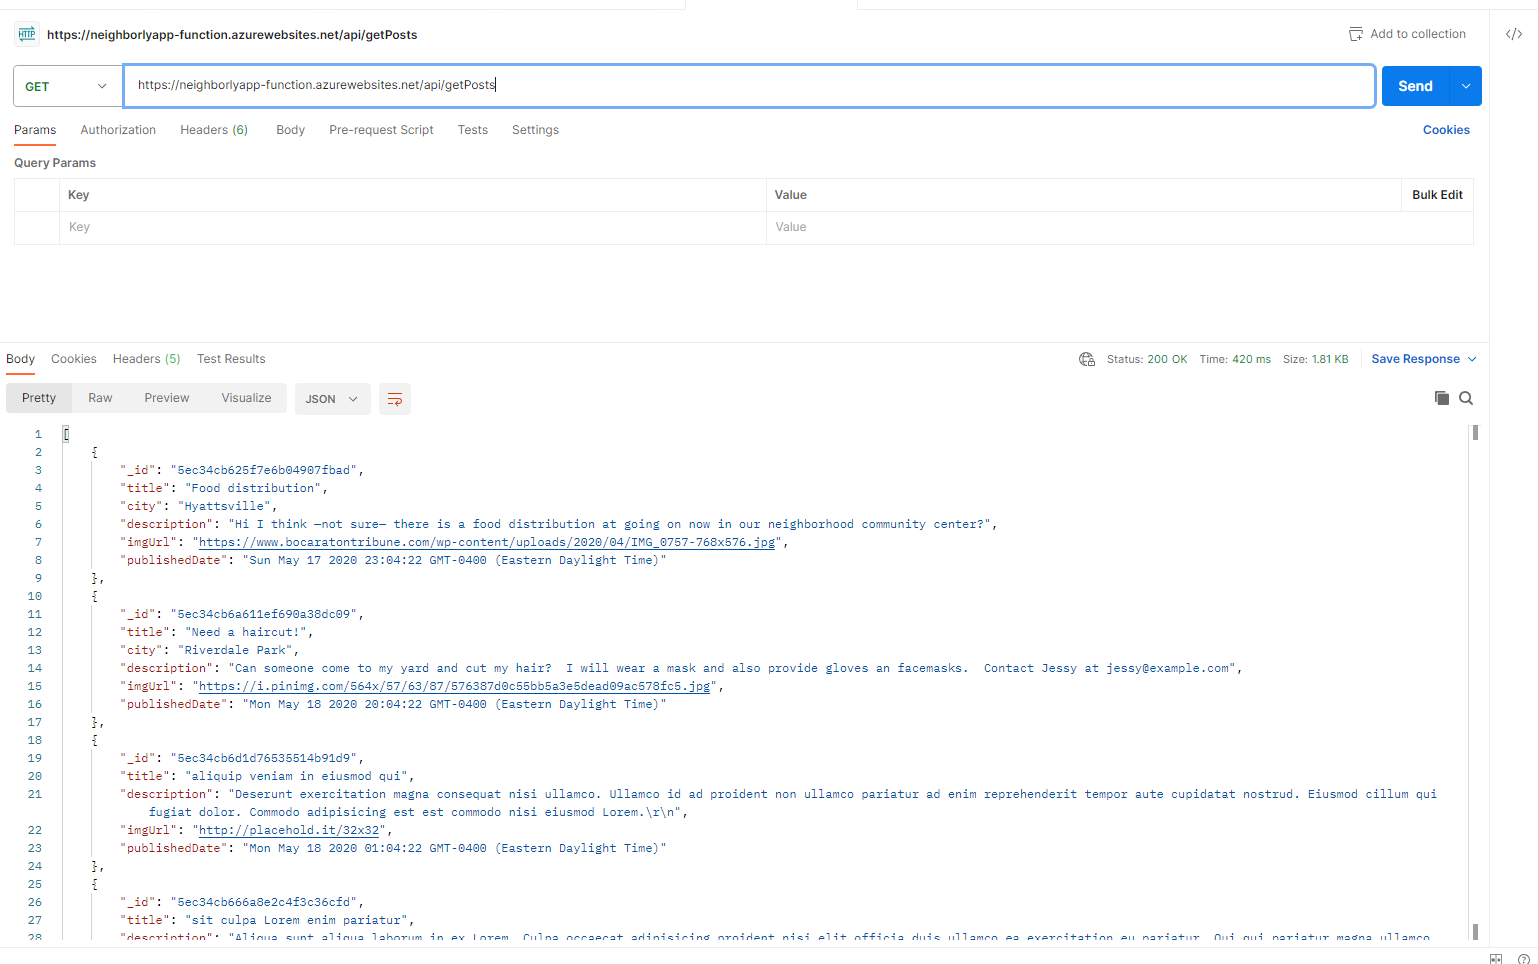 HTTP https://neighborlyapp-function.azurewebsites.net/api/getPosts Add to collection </>
GET https://neighborlyapp-function.azurewebsites.net/api/getPosts Send
Params Authorization Headers (6) Body Pre-request Script Tests Settings Cookies
Query Params
Key Value Bulk Edit
Key Value
Body Cookies Headers (5) Test Results Status: 200 OK Time: 420 ms Size: 1.81 KB Save Response
Pretty Raw Preview Visualize JSON
1 [
2 {
3 "_id": "5ec34cb625f7e6b04907fbad",
4 "title": "Food distribution",
5 "city": "Hyattsville",
6 "description": "Hi I think —not sure— there is a food distribution at going on now in our neighborhood community center?",
7 "imgUrl": "https://www.bocaratontribune.com/wp-content/uploads/2020/04/IMG_0757-768x576.jpg",
8 "publishedDate": "Sun May 17 2020 23:04:22 GMT-0400 (Eastern Daylight Time)"
9 },
10 {
11 "_id": "5ec34cb6a611ef690a38dc09",
12 "title": "Need a haircut!",
13 "city": "Riverdale Park",
14 "description": "Can someone come to my yard and cut my hair?  I will wear a mask and also provide gloves an facemasks.  Contact Jessy at jessy@example.com",
15 "imgUrl": "https://i.pinimg.com/564x/57/63/87/576387d0c55bb5a3e5dead09ac578fc5.jpg",
16 "publishedDate": "Mon May 18 2020 20:04:22 GMT-0400 (Eastern Daylight Time)"
17 },
18 {
19 "_id": "5ec34cb6d1d76535514b91d9",
20 "title": "aliquip veniam in eiusmod qui",
21 "description": "Deserunt exercitation magna consequat nisi ullamco. Ullamco id ad proident non ullamco pariatur ad enim reprehenderit tempor aute cupidatat nostrud. Eiusmod cillum qui
fugiat dolor. Commodo adipisicing est est commodo nisi eiusmod Lorem.\r\n",
22 "imgUrl": "http://placehold.it/32x32",
23 "publishedDate": "Mon May 18 2020 01:04:22 GMT-0400 (Eastern Daylight Time)"
24 },
25 {
26 "_id": "5ec34cb666a8e2c4f3c36cfd",
27 "title": "sit culpa Lorem enim pariatur",
28 "description": "Aliqua sunt aliqua laborum in ex Lorem. Culpa occaecat adipisicing proident nisi elit officia duis ullamco ea exercitation eu pariatur. Qui qui pariatur magna ullamco